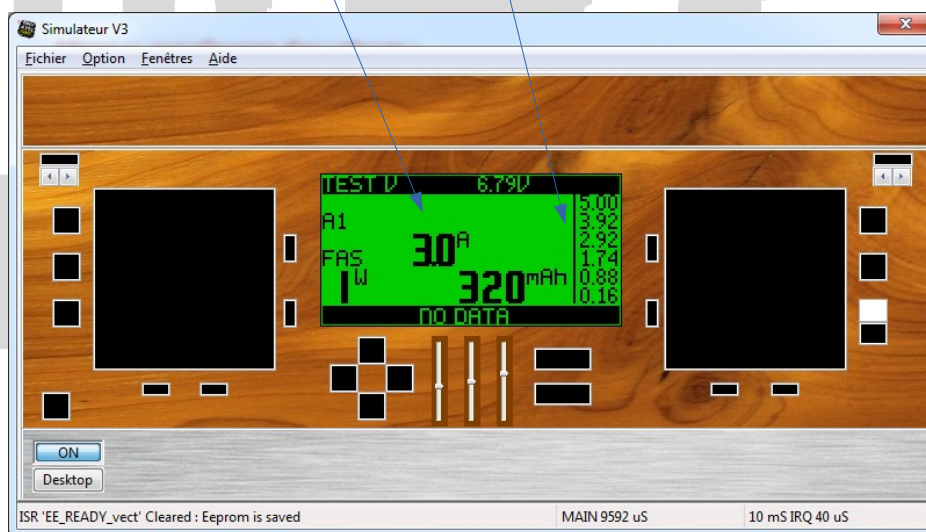 Simulateur V3
Fichier Option Fenêtres Aide
TEST V 6.79V
A1
3.0A
FAS
1W 320mAh
5.00
3.92
2.92
1.74
0.88
0.16
NO DATA
ON
Desktop
ISR 'EE_READY_vect' Cleared : Eeprom is saved MAIN 9592 uS 10 mS IRQ 40 uS